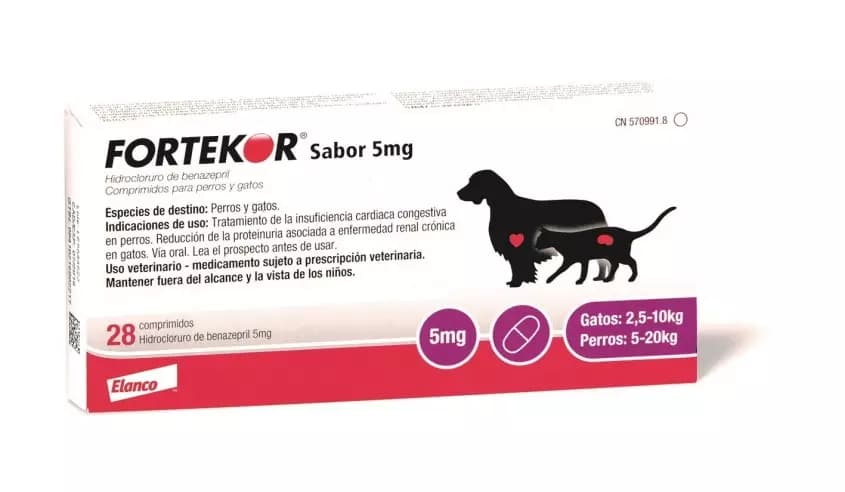 CN 570991.8
FORTEKOR® Sabor 5mg
Hidrocloruro de benazepril
Comprimidos para perros y gatos
Especies de destino: Perros y gatos.
Indicaciones de uso: Tratamiento de la insuficiencia cardiaca congestiva
en perros. Reducción de la proteinuria asociada a enfermedad renal crónica
en gatos. Vía oral. Lea el prospecto antes de usar.
Uso veterinario - medicamento sujeto a prescripción veterinaria.
Mantener fuera del alcance y la vista de los niños.
28 comprimidos
Hidrocloruro de benazepril 5mg
5mg
Gatos: 2,5-10kg
Perros: 5-20kg
Elanco